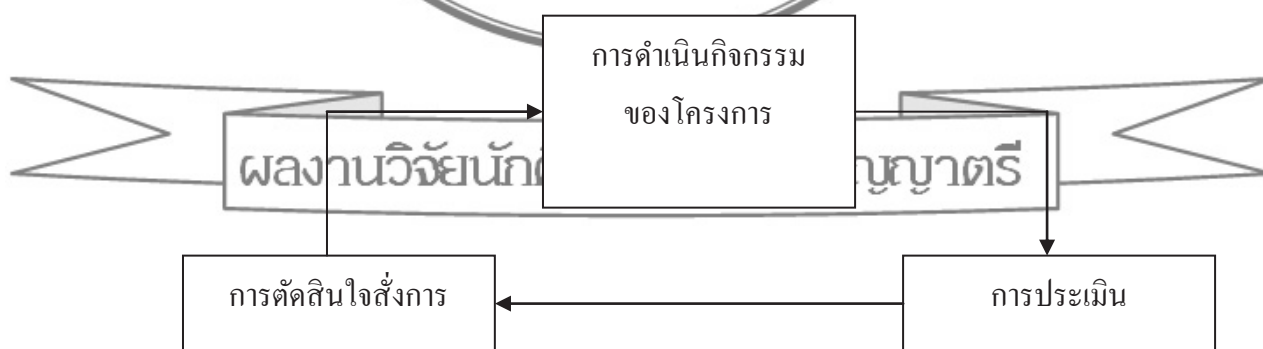 การดำเนินกิจกรรม
ของโครงการ
ผลงานวิจัยนัก ญญาตรี
การตัดสินใจสั่งการ
การประเมิน